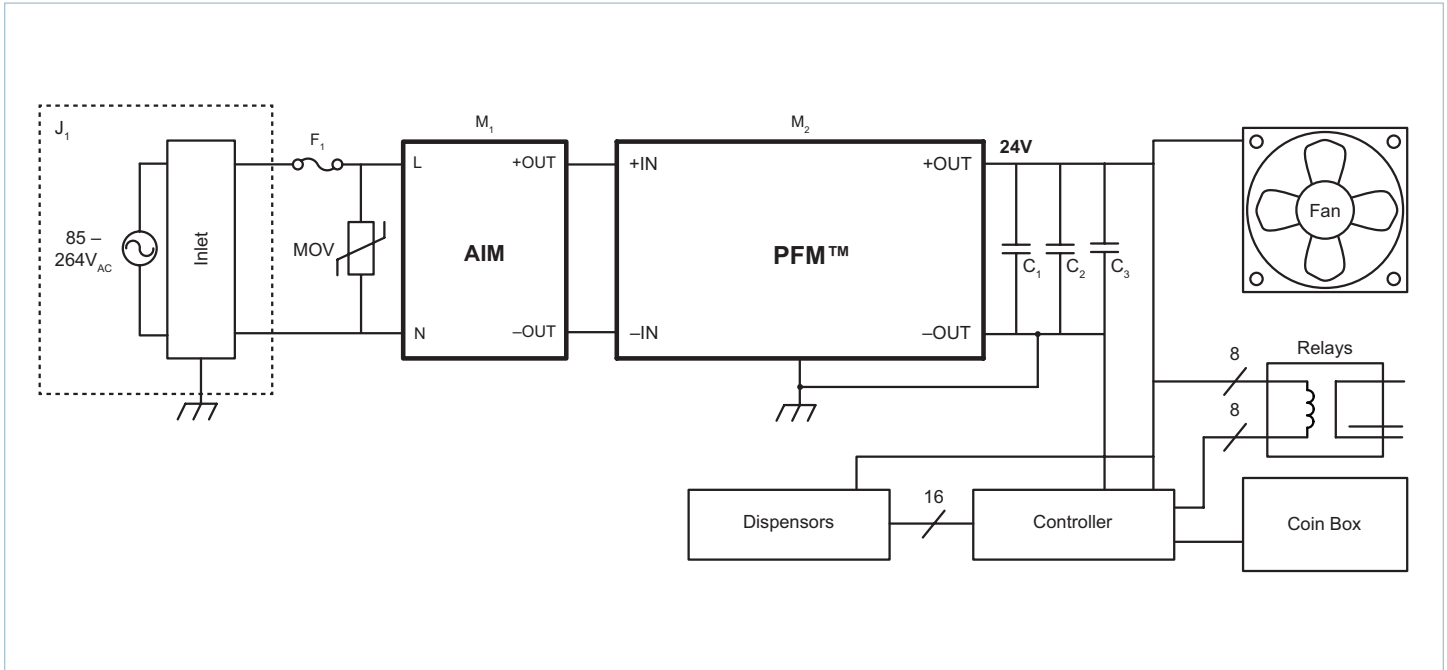 J1
F1
M1
M2
85 –
264VAC
Inlet
MOV
L
N
AIM
+OUT
–OUT
+IN
–IN
PFM™
+OUT
–OUT
24V
C1
C2
C3
Fan
Relays
8
8
Dispensors
16
Controller
Coin Box